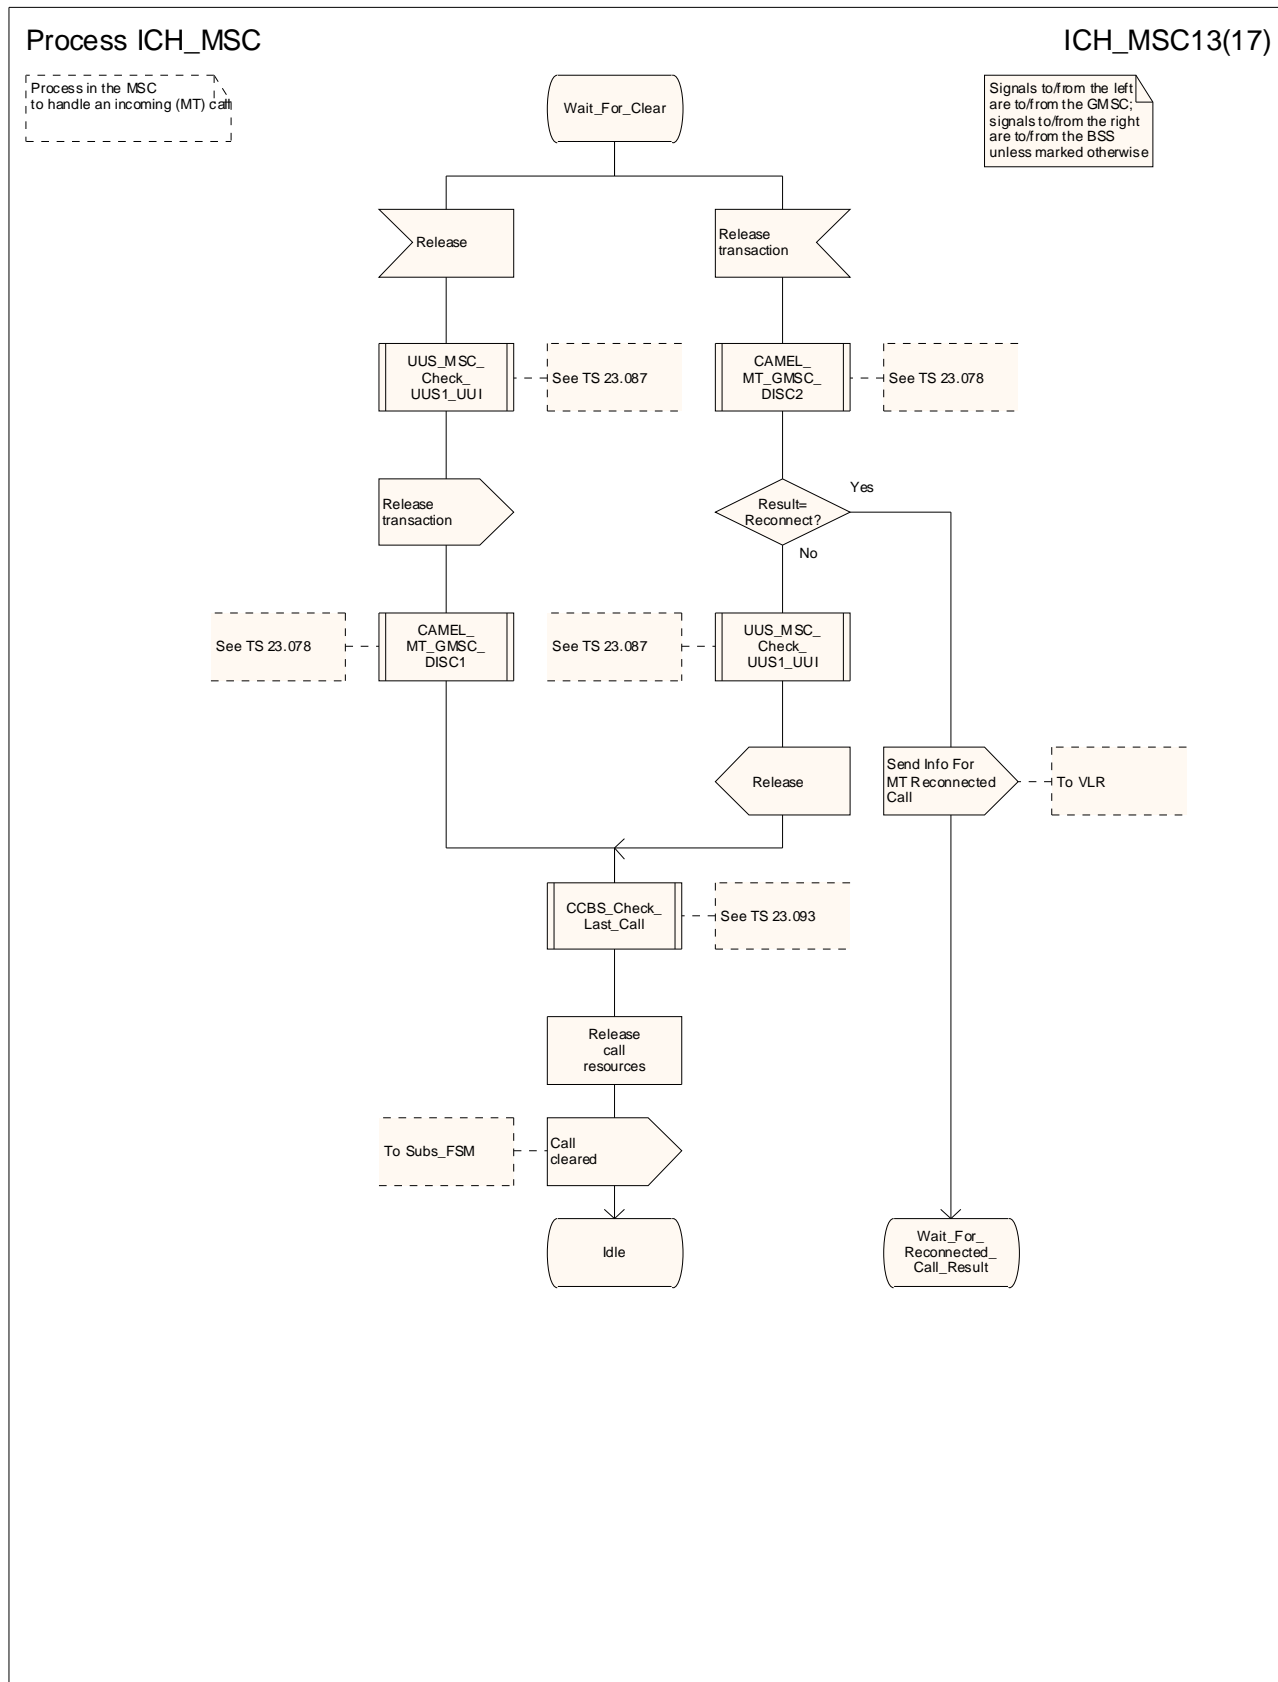 Process ICH_MSC
ICH_MSC13(17)
Process in the MSC
to handle an incoming (MT) call
Signals to/from the left
are to/from the GMSC;
signals to/from the right
are to/from the BSS
unless marked otherwise
Wait_For_Clear
Release
Release
transaction
UUS_MSC_
Check_
UUS1_UUI
See TS 23.087
CAMEL_
MT_GMSC_
DISC2
See TS 23.078
Release
transaction
Result=
Reconnect?
Yes
No
See TS 23.078
CAMEL_
MT_GMSC_
DISC1
See TS 23.087
UUS_MSC_
Check_
UUS1_UUI
Release
Send Info For
MT Reconnected
Call
To VLR
CCBS_Check_
Last_Call
See TS 23.093
Release
call
resources
To Subs_FSM
Call
cleared
Idle
Wait_For_
Reconnected_
Call_Result